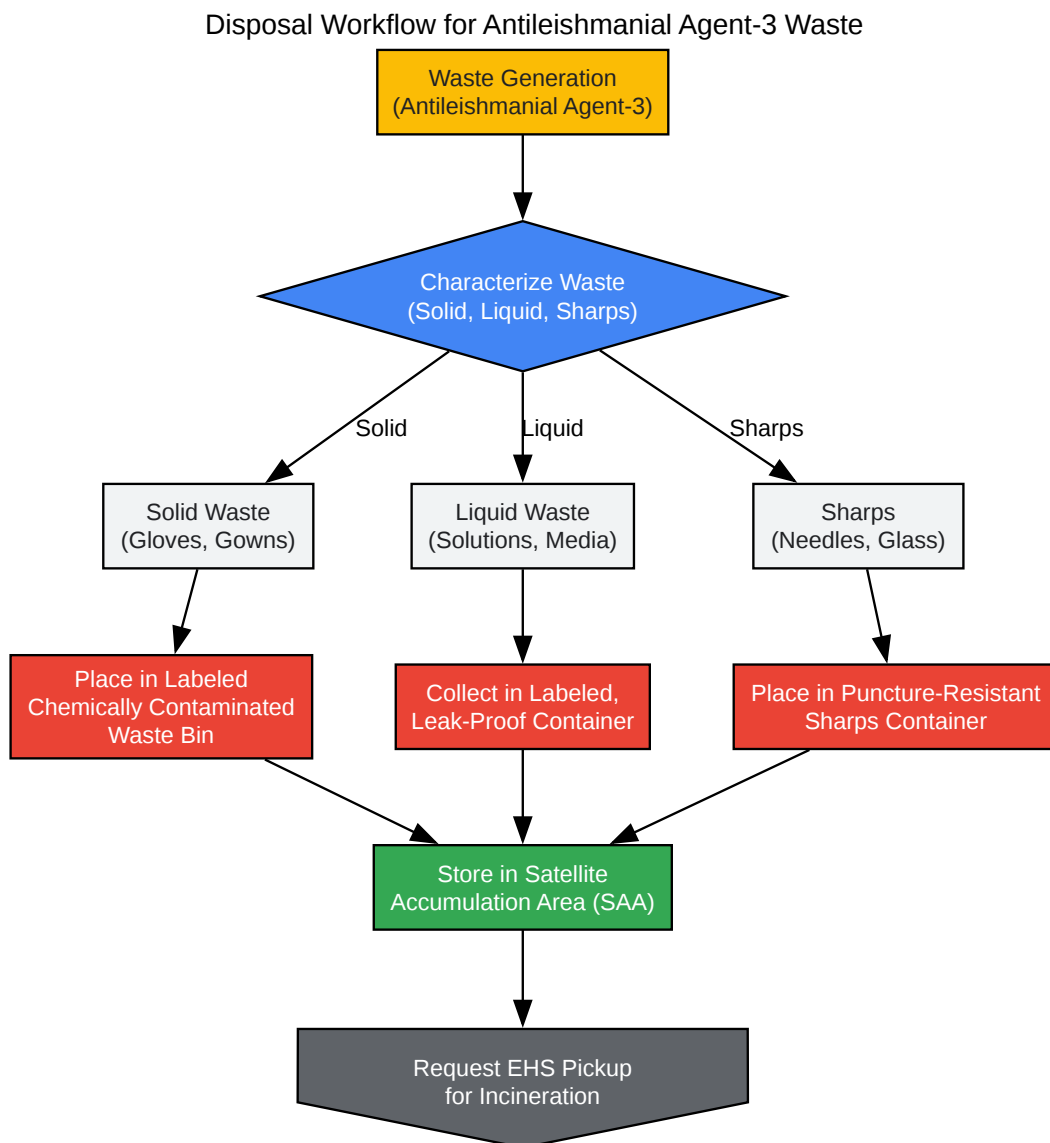 Disposal Workflow for Antileishmanial Agent-3 Waste
Waste Generation
(Antileishmanial Agent-3)
Characterize Waste
(Solid, Liquid, Sharps)
Solid
Liquid
Sharps
Solid Waste
(Gloves, Gowns)
Liquid Waste
(Solutions, Media)
Sharps
(Needles, Glass)
Place in Labeled
Chemically Contaminated
Waste Bin
Collect in Labeled,
Leak-Proof Container
Place in Puncture-Resistant
Sharps Container
Store in Satellite
Accumulation Area (SAA)
Request EHS Pickup
for Incineration